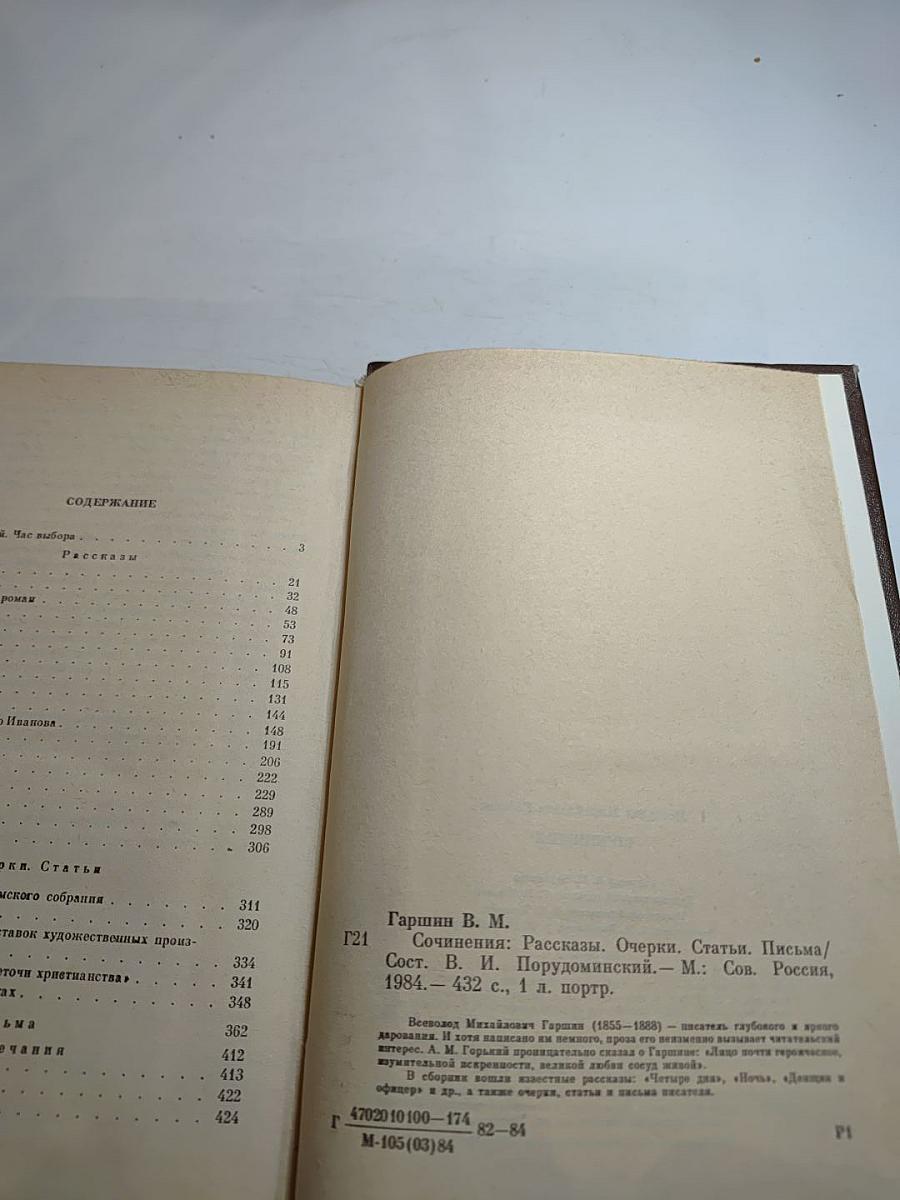 СОДЕРЖАНИЕ
й. Час выбора . . . . . . . . . . . . . 3
Рассказы
. . . . . . . . . . . . . . . . . . 21
. . . . . . . . . . . . . . . . . . 32
роман . . . . . . . . . . . . . . . 48
. . . . . . . . . . . . . . . . . . 53
. . . . . . . . . . . . . . . . . . 73
. . . . . . . . . . . . . . . . . . 91
. . . . . . . . . . . . . . . . . . 108
. . . . . . . . . . . . . . . . . . 115
. . . . . . . . . . . . . . . . . . 131
. . . . . . . . . . . . . . . . . . 144
о Иванова . . . . . . . . . . . . . 148
. . . . . . . . . . . . . . . . . . 191
. . . . . . . . . . . . . . . . . . 206
. . . . . . . . . . . . . . . . . . 222
. . . . . . . . . . . . . . . . . . 229
. . . . . . . . . . . . . . . . . . 289
. . . . . . . . . . . . . . . . . . 298
. . . . . . . . . . . . . . . . . . 306
рки. Статьи
мского собрания . . . . . . . 311
. . . . . . . . . . . . . . . . . . 320
ставок художественных произ-
. . . . . . . . . . . . . . . . . . 334
еточи христианства» . . . . . . 341
ах . . . . . . . . . . . . . . . 348
ьма 362
ечания 412
. . . . . . . . . . . . . . . . . . 413
. . . . . . . . . . . . . . . . . . 422
. . . . . . . . . . . . . . . . . . 424
Гаршин В. М.
Г21 Сочинения: Рассказы. Очерки. Статьи. Письма/
Сост. В. И. Порудоминский.— М.: Сов. Россия,
1984.— 432 с., 1 л. портр.
Всеволод Михайлович Гаршин (1855—1888) — писатель глубокого и яркого
дарования. И хотя написано им немного, проза его неизменно вызывает читательский
интерес. А. М. Горький проницательно сказал о Гаршине: «Лицо почти героическое,
изумительной искренности, великой любви сосуд живой».
В сборник вошли известные рассказы: «Четыре дня», «Ночь», «Денщик и
офицер» и др., а также очерки, статьи и письма писателя.
Г 4702010100—174 82—84
М-105(03)84
Р1